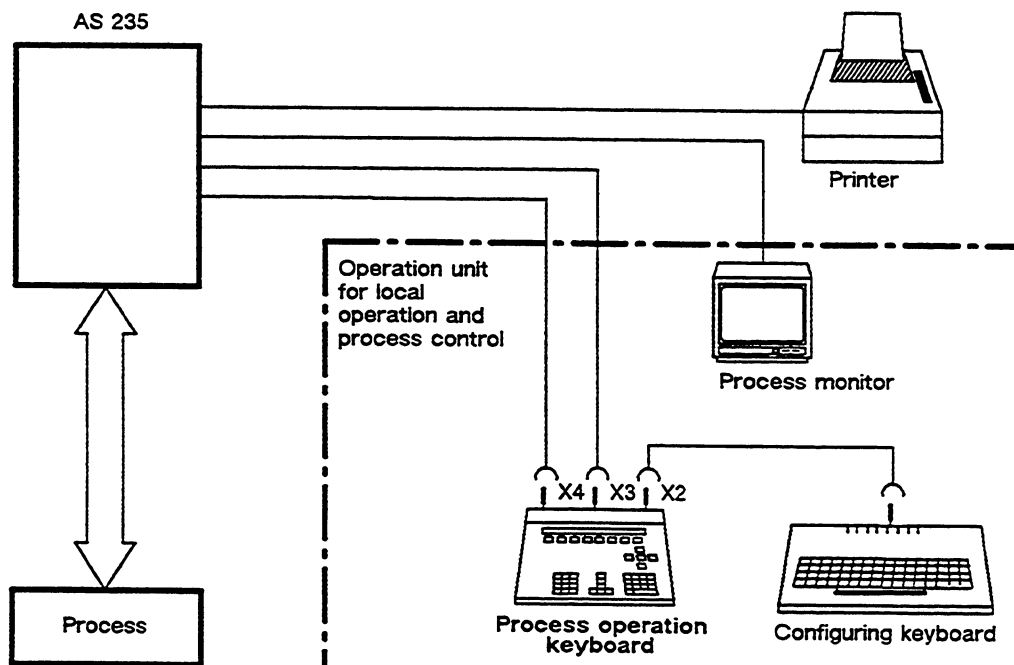 AS 235
Printer
Operation unit
for local
operation and
process control
Process monitor
X4 X3 X2
Process operation
keyboard
Configuring keyboard
Process